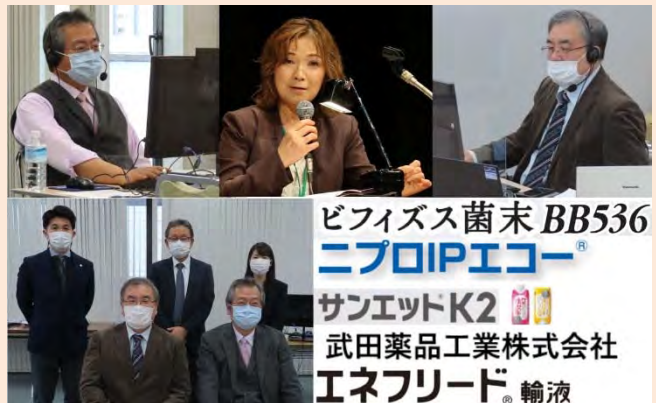 ビフィズス菌末 BB536
ニプロIPエコー®
サンエットK2
武田薬品工業株式会社
エネフリード® 輸液